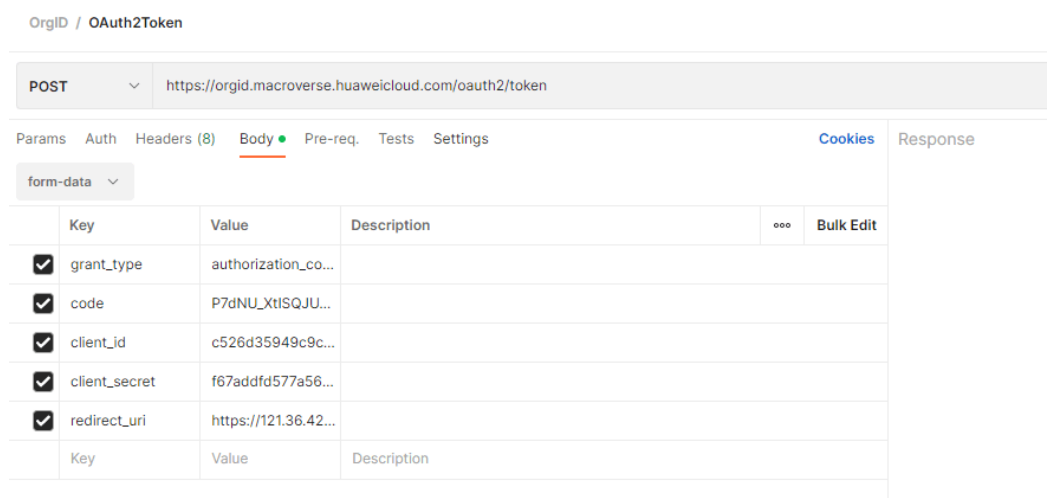 OrgID / OAuth2Token
POST https://orgid.macroverse.huaweicloud.com/oauth2/token
Params Auth Headers (8) Body Pre-req. Tests Settings Cookies Response
form-data
Key Value Description ooo Bulk Edit
grant_type authorization_co...
code P7dNU_XtISQJU...
client_id c526d35949c9c...
client_secret f67addfd577a56...
redirect_uri https://121.36.42...
Key Value Description